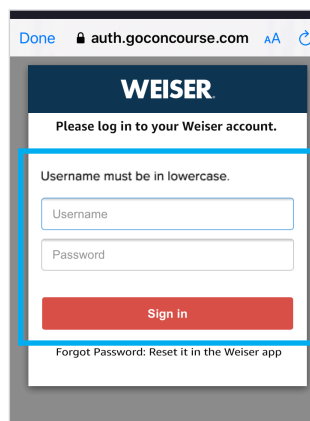 Done auth.goconcourse.com AA
WEISER.
Please log in to your Weiser account.
Username must be in lowercase.
Username
Password
Sign in
Forgot Password: Reset it in the Weiser app